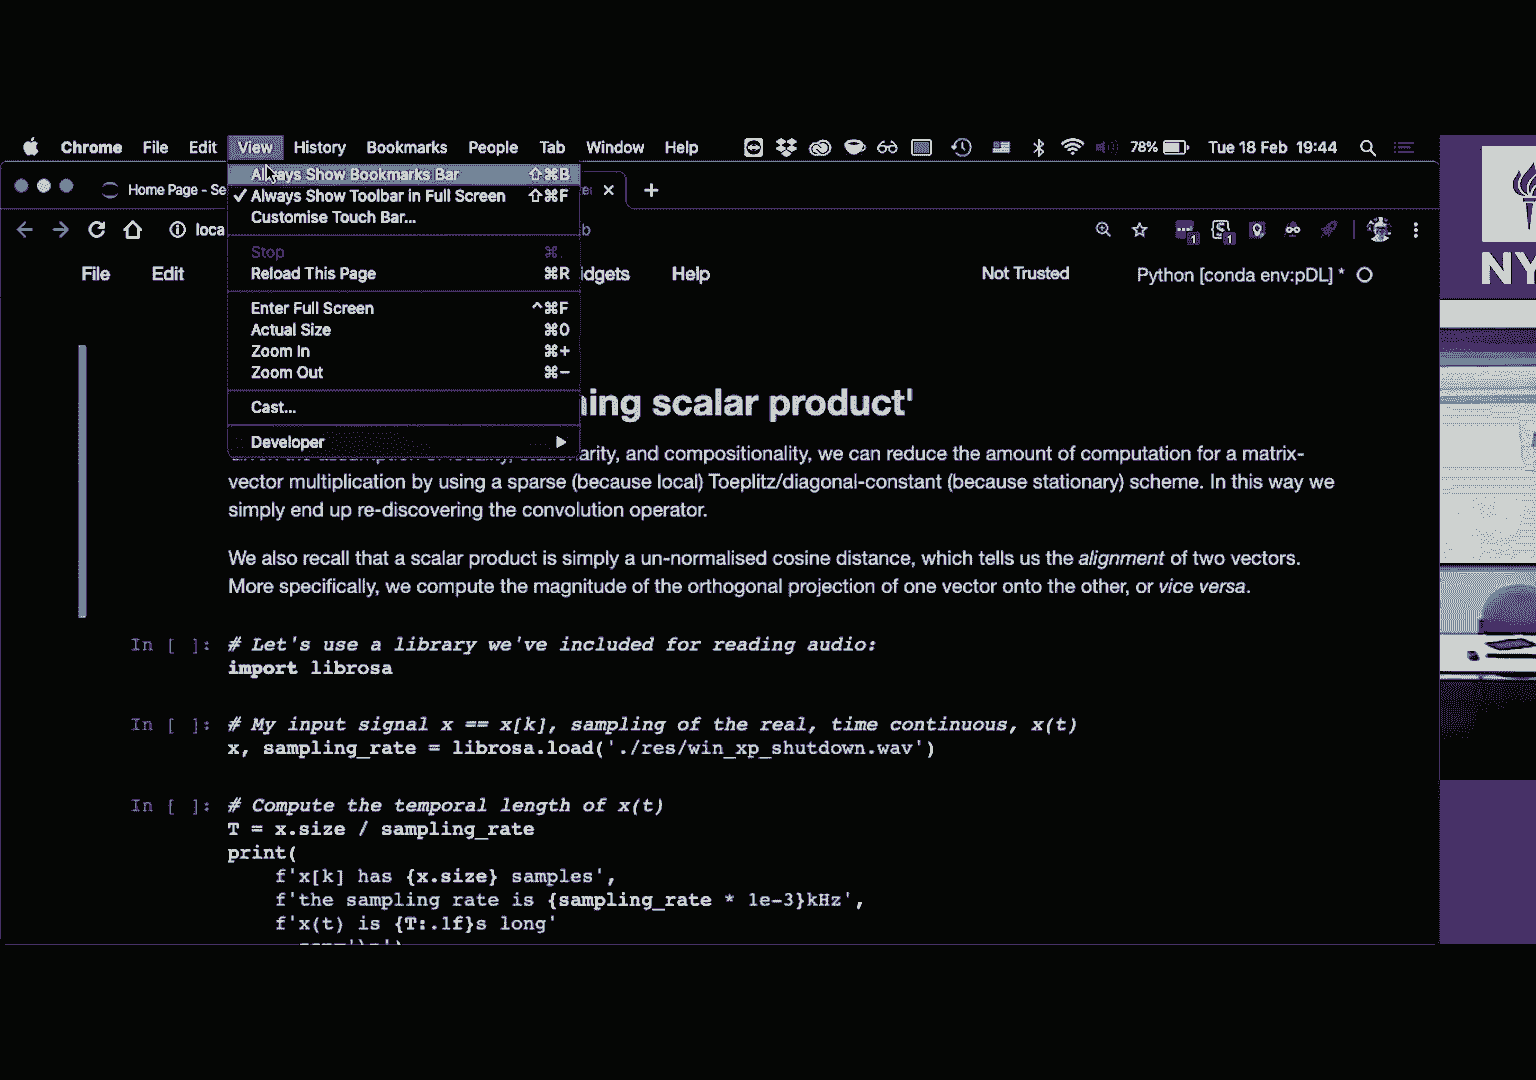 Chrome File Edit View History Bookmarks People Tab Window Help 78% Tue 18 Feb 19:44
Always Show Bookmarks Bar ⇧⌘B
✓ Always Show Toolbar in Full Screen ⇧⌘F
Customise Touch Bar...
Stop ⌘.
Reload This Page ⌘R
Enter Full Screen ^⌘F
Actual Size ⌘0
Zoom In ⌘+
Zoom Out ⌘−
Cast...
Developer ▶
Home Page - Se
loca
File Edit Help Not Trusted Python [conda env:pDL] *
NY
scalar product'
and compositionality, we can reduce the amount of computation for a matrix-
vector multiplication by using a sparse (because local) Toeplitz/diagonal-constant (because stationary) scheme. In this way we
simply end up re-discovering the convolution operator.
We also recall that a scalar product is simply a un-normalised cosine distance, which tells us the alignment of two vectors.
More specifically, we compute the magnitude of the orthogonal projection of one vector onto the other, or vice versa.
In [ ]: # Let's use a library we've included for reading audio:
import librosa
In [ ]: # My input signal x == x[k], sampling of the real, time continuous, x(t)
x, sampling_rate = librosa.load('./res/win_xp_shutdown.wav')
In [ ]: # Compute the temporal length of x(t)
T = x.size / sampling_rate
print(
f'x[k] has {x.size} samples',
f'the sampling rate is {sampling_rate * 1e-3}kHz',
f'x(t) is {T:.1f}s long'